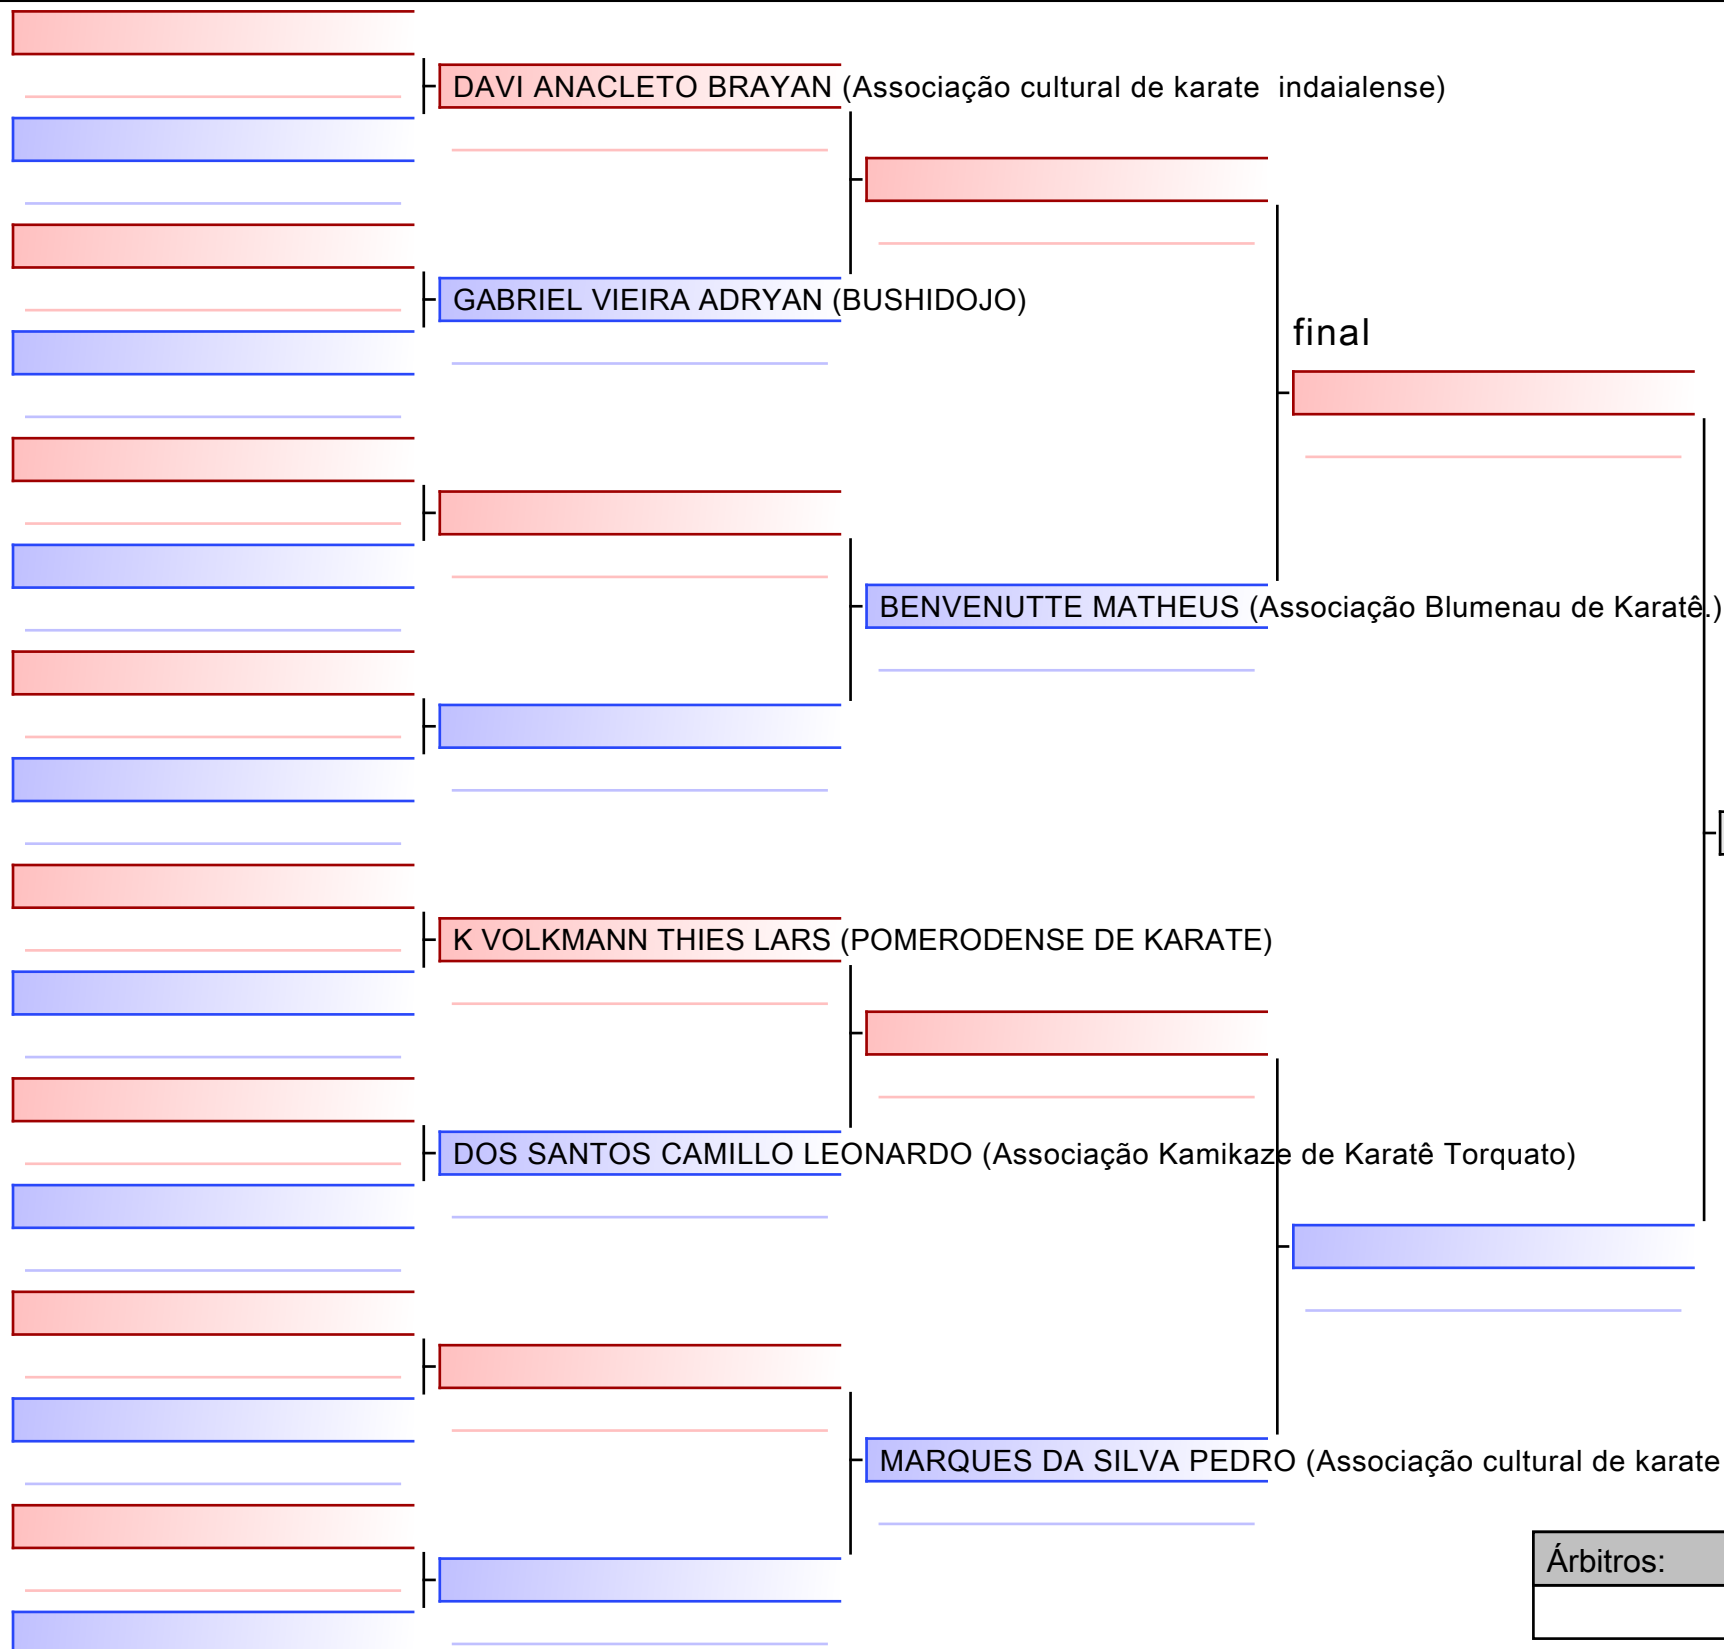 DAVI ANACLETO BRAYAN (Associação cultural de karate  indaialense)
GABRIEL VIEIRA ADRYAN (BUSHIDOJO)
final
BENVENUTTE MATHEUS (Associação Blumenau de Karatê.)
K VOLKMANN THIES LARS (POMERODENSE DE KARATE)
DOS SANTOS CAMILLO LEONARDO (Associação Kamikaze de Karatê Torquato)
MARQUES DA SILVA PEDRO (Associação cultural de karate
Árbitros: